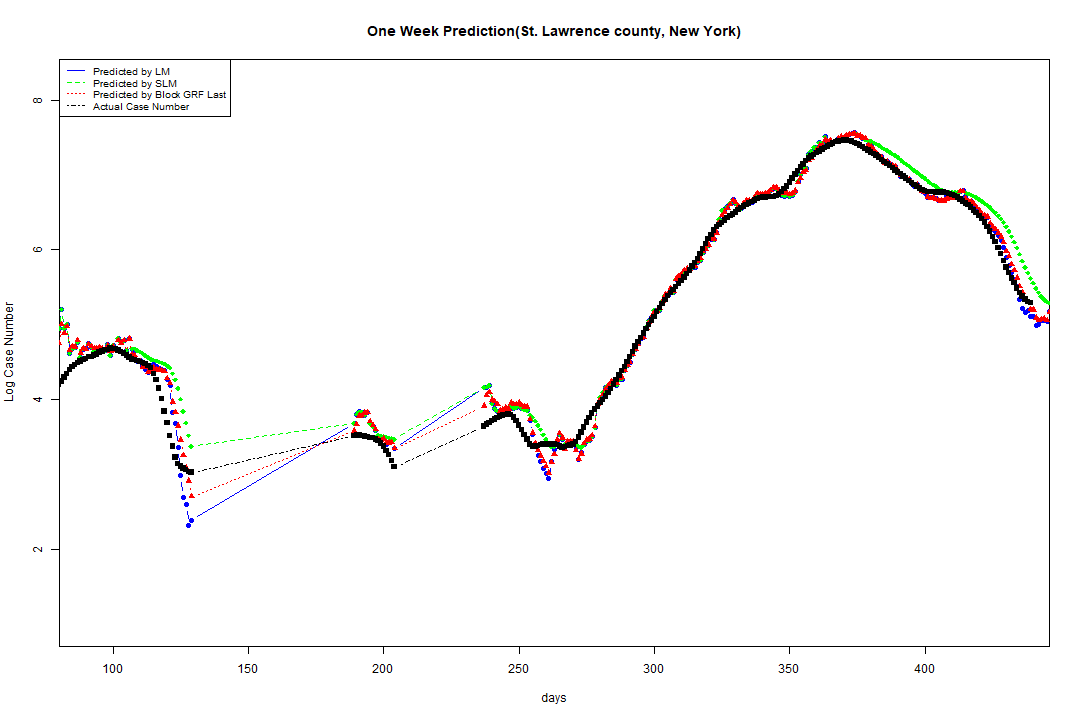 One Week Prediction(St. Lawrence county, New York)
Predicted by LM
Predicted by SLM
Predicted by Block GRF Last
Actual Case Number
8
6
4
2
Log Case Number
100 150 200 250 300 350 400
days